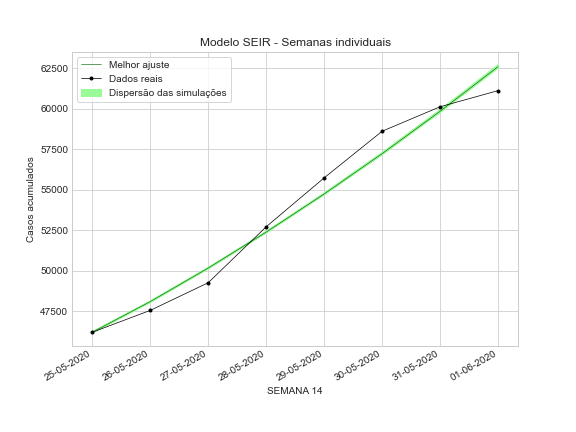 Modelo SEIR - Semanas individuais
Melhor ajuste
Dados reais
Dispersão das simulações
Casos acumulados
62500
60000
57500
55000
52500
50000
47500
25-05-2020
26-05-2020
27-05-2020
28-05-2020
29-05-2020
30-05-2020
31-05-2020
01-06-2020
SEMANA 14